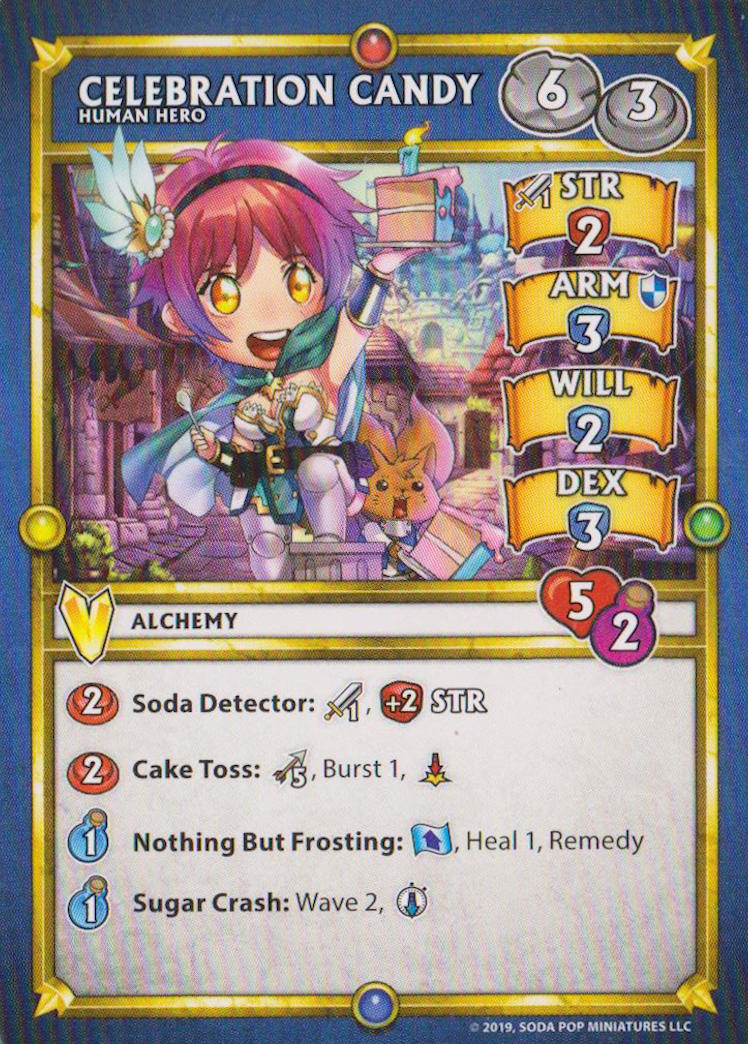 CELEBRATION CANDY
HUMAN HERO
6
3
1 STR
2
ARM
3
WILL
2
DEX
3
ALCHEMY
5
2
2 Soda Detector: 1, +2 STR
2 Cake Toss: 5, Burst 1,
1 Nothing But Frosting: , Heal 1, Remedy
1 Sugar Crash: Wave 2,
© 2019, SODA POP MINIATURES LLC